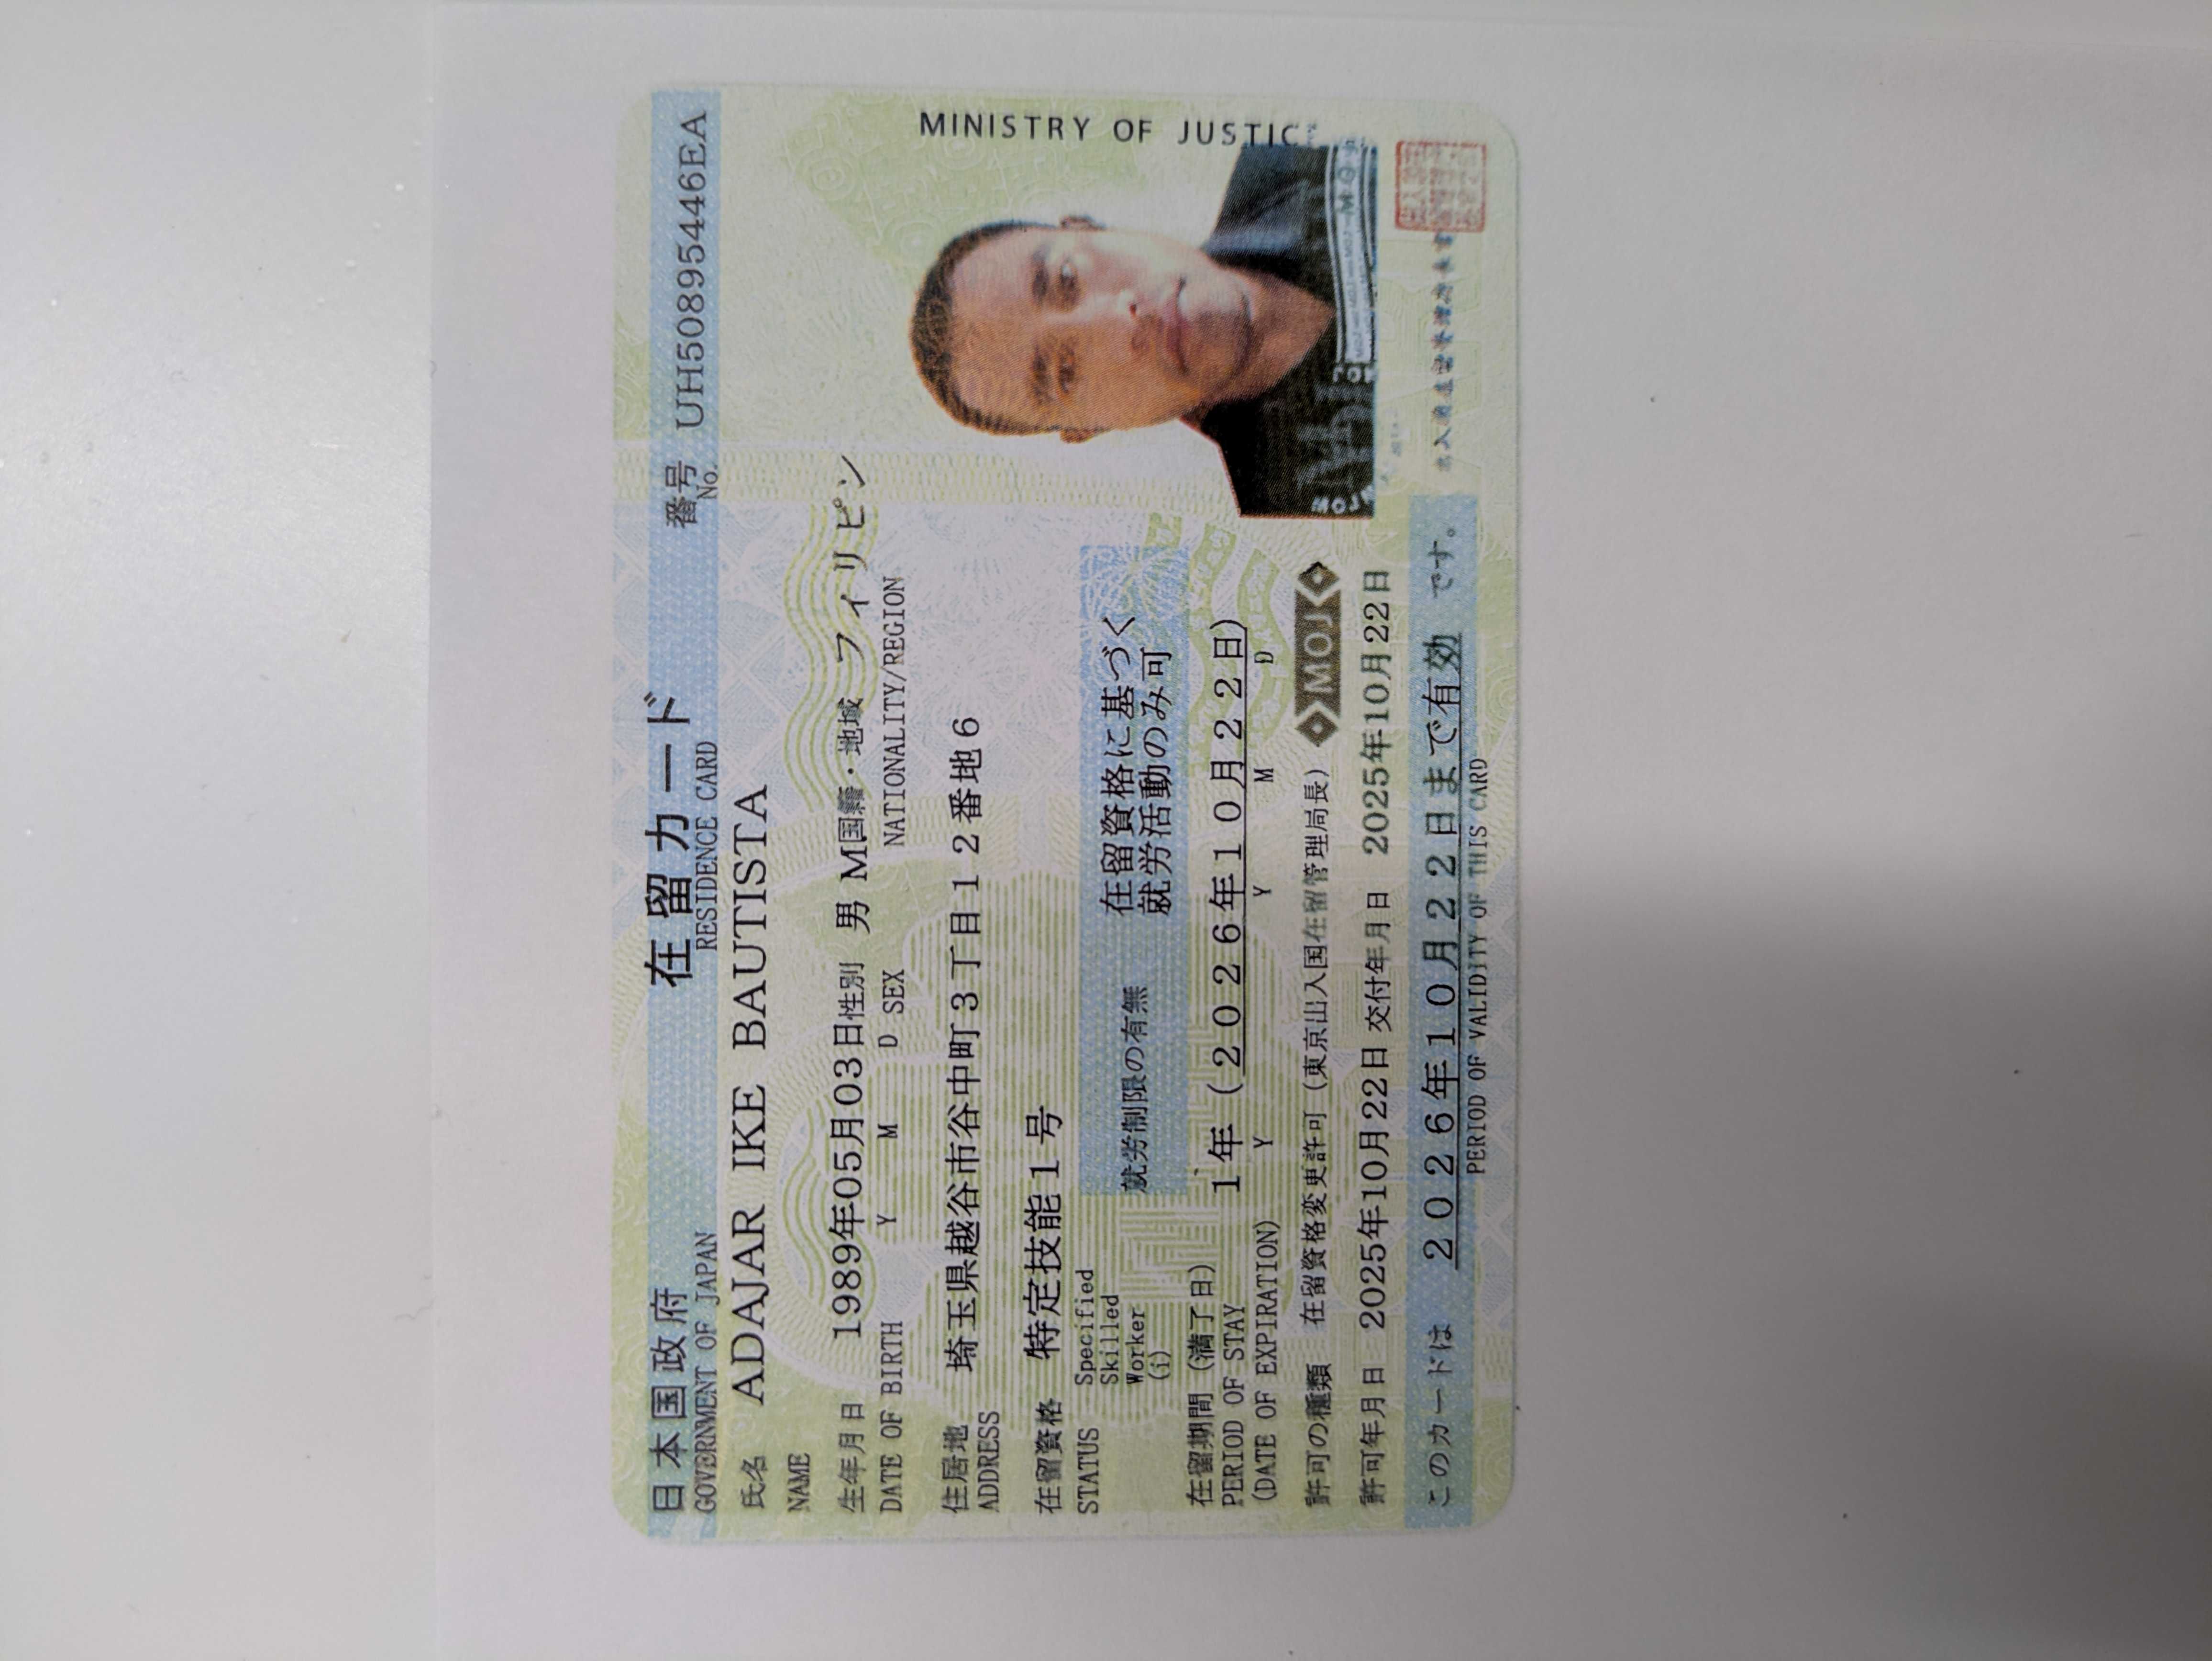 日本国政府 在留カード 番号 UH50895446EA
GOVERNMENT OF JAPAN RESIDENCE CARD No.
氏名 ADAJAR IKE BAUTISTA
NAME
生年月日 1989年05月03日 性別 男 M 国籍・地域 フィリピン
DATE OF BIRTH Y M D SEX NATIONALITY/REGION
住居地 埼玉県越谷市谷中町3丁目12番地6
ADDRESS
在留資格 特定技能1号
STATUS Specified
Skilled
Worker
(i)
就労制限の有無 在留資格に基づく
就労活動のみ可
在留期間(満了日) 1年(2026年10月22日)
PERIOD OF STAY
(DATE OF EXPIRATION) Y Y M D
許可の種類 在留資格変更許可(東京出入国在留管理局長)
MOJ
許可年月日 2025年10月22日 交付年月日 2025年10月22日
このカードは 2026年10月22日まで有効 です。
PERIOD OF VALIDITY OF THIS CARD
MINISTRY OF JUSTIC